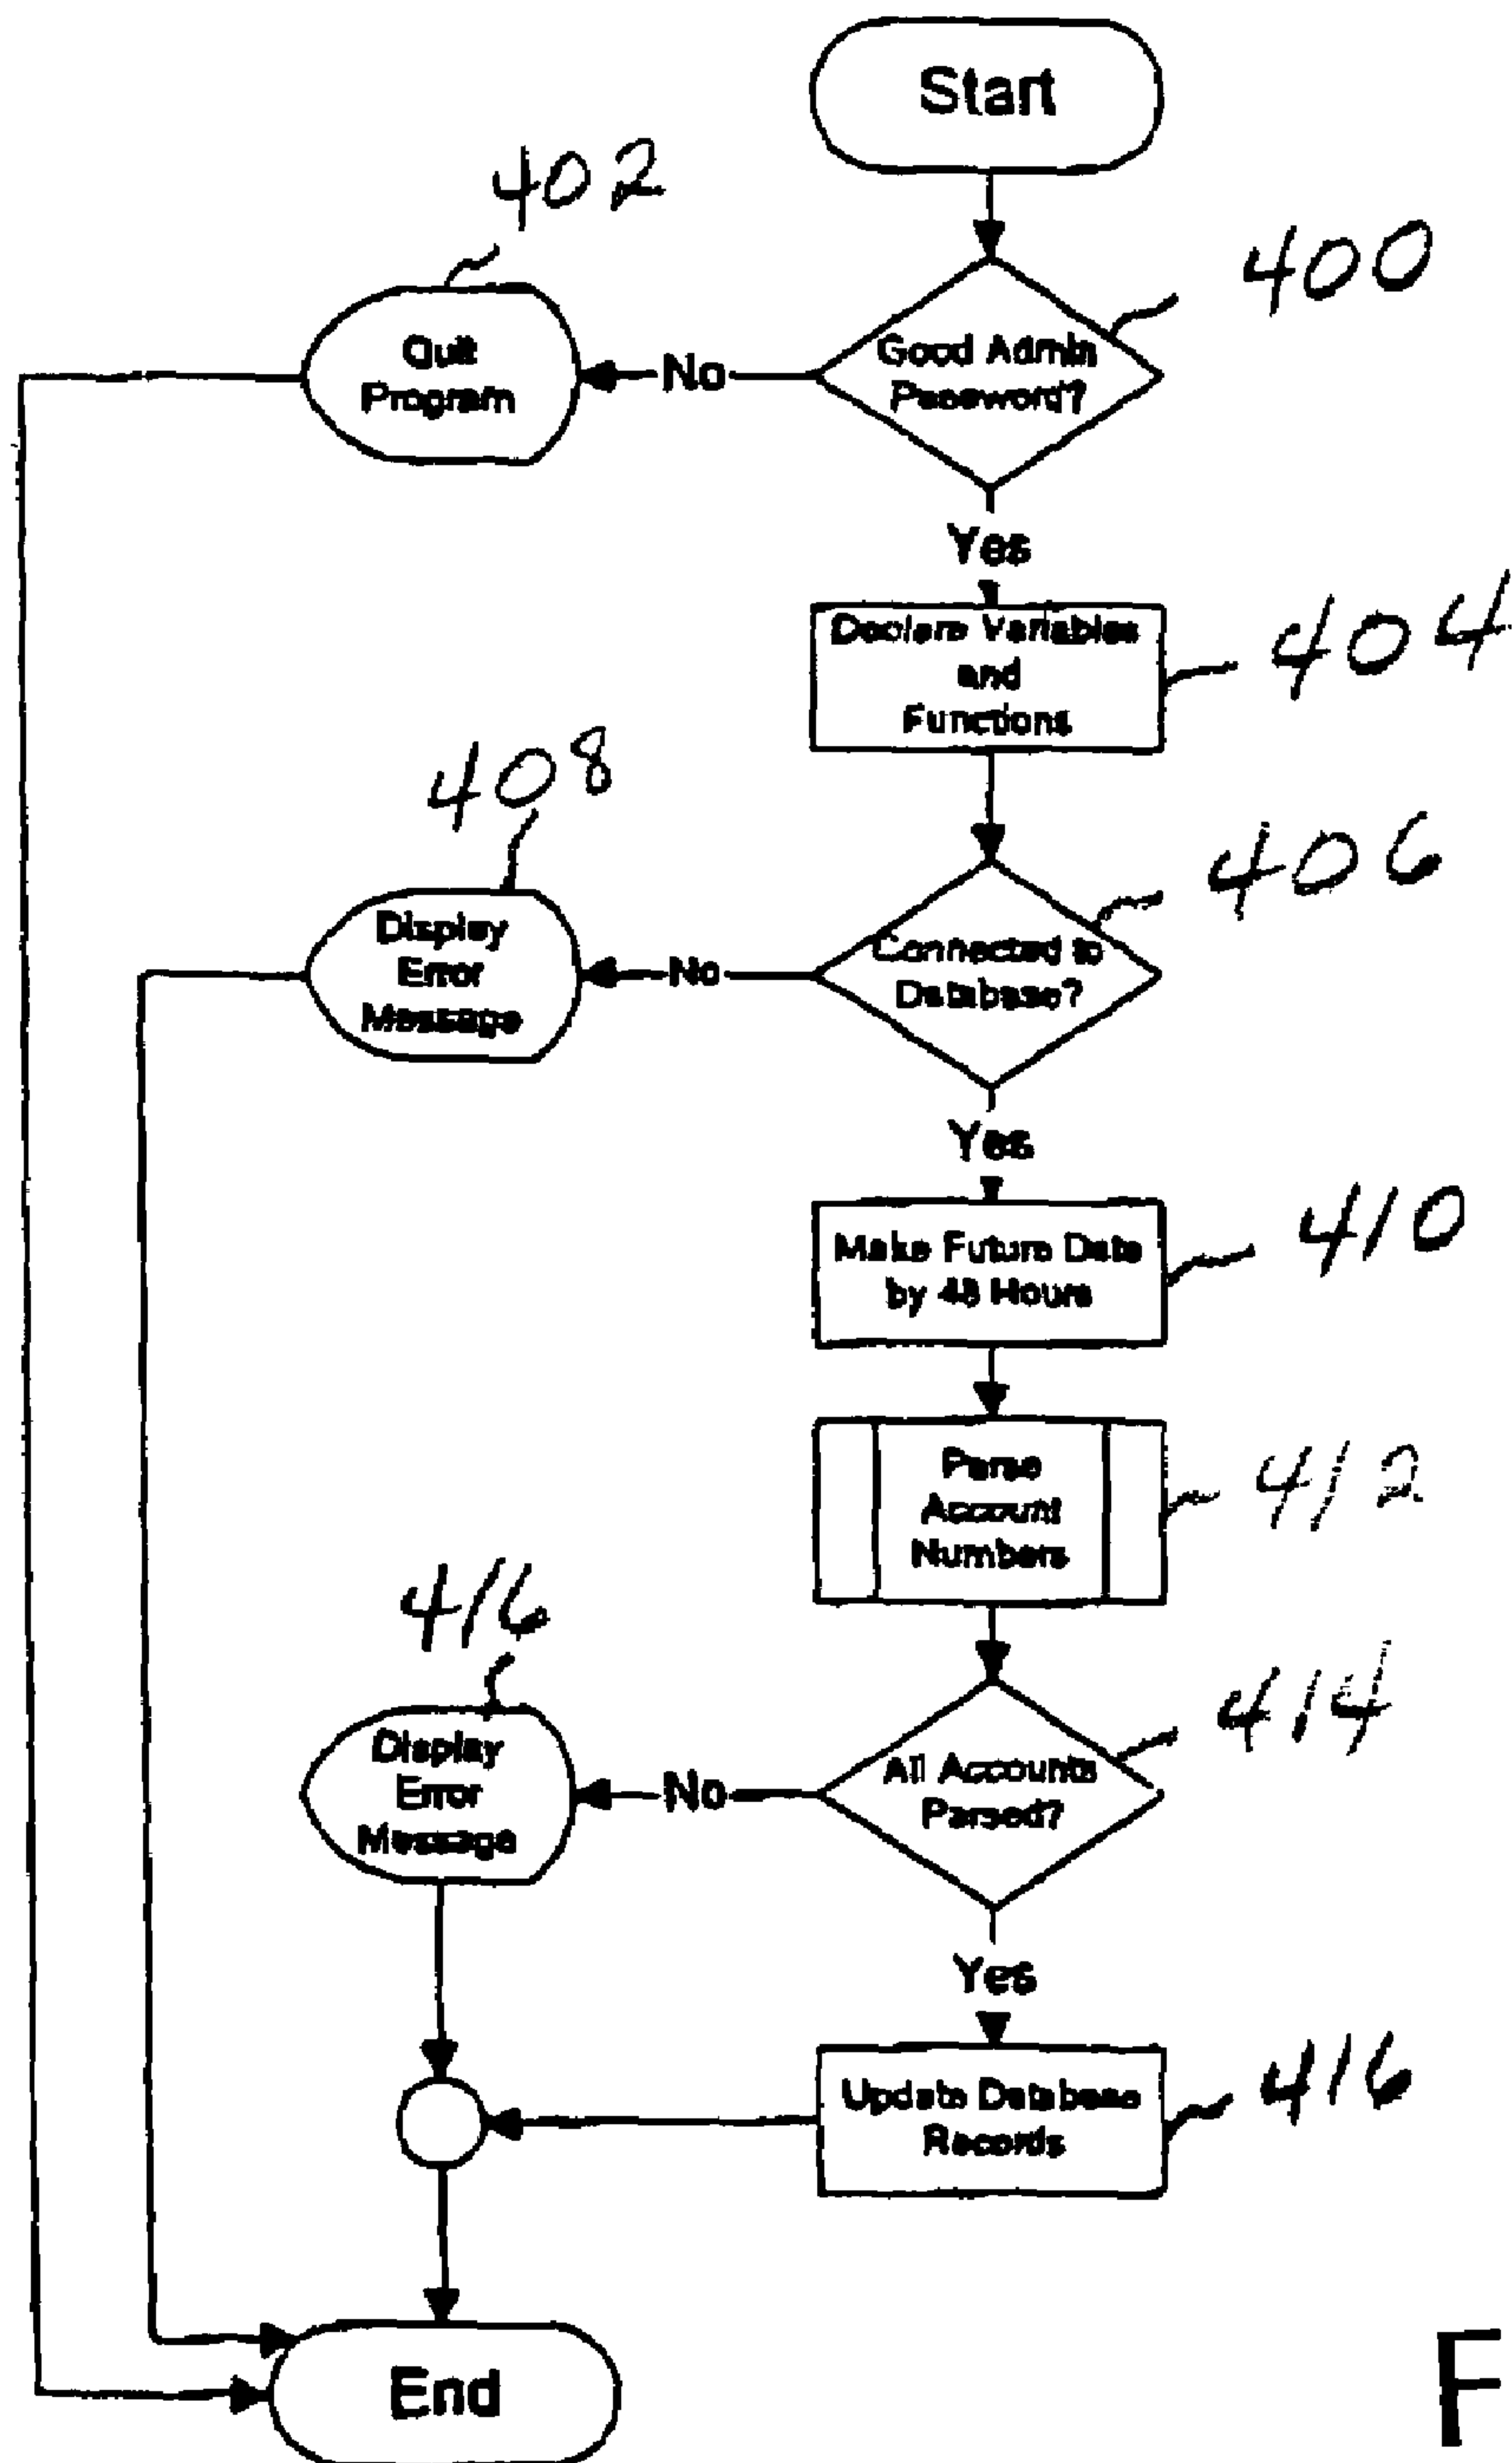 Start
402
400
Quit
Program
No
Good Admin
Password?
Yes
Declare Variables
and
Functions
404
408
406
Display
Error
Message
No
Connected to
Database?
Yes
Make Future Date
by 48 Hours
410
Parse
Account
Numbers
412
416
414
Display
Error
Message
No
All Accounts
Parsed?
Yes
Update Database
Records
416
End
F